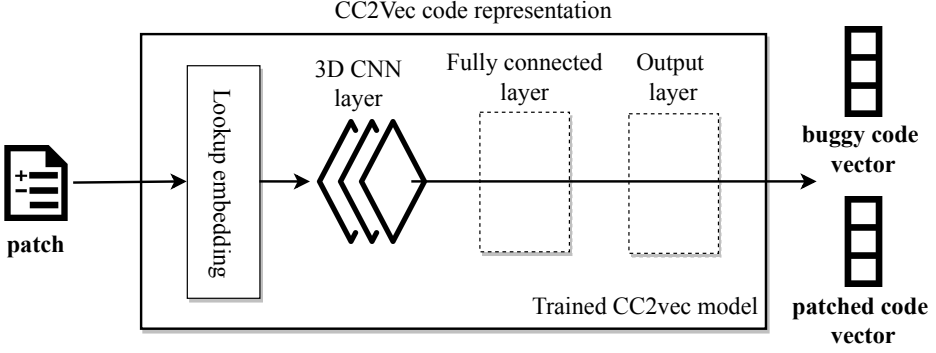 CC2Vec code representation
3D CNN
layer
Fully connected
layer
Output
layer
Lookup embedding
patch
buggy code
vector
patched code
vector
Trained CC2vec model